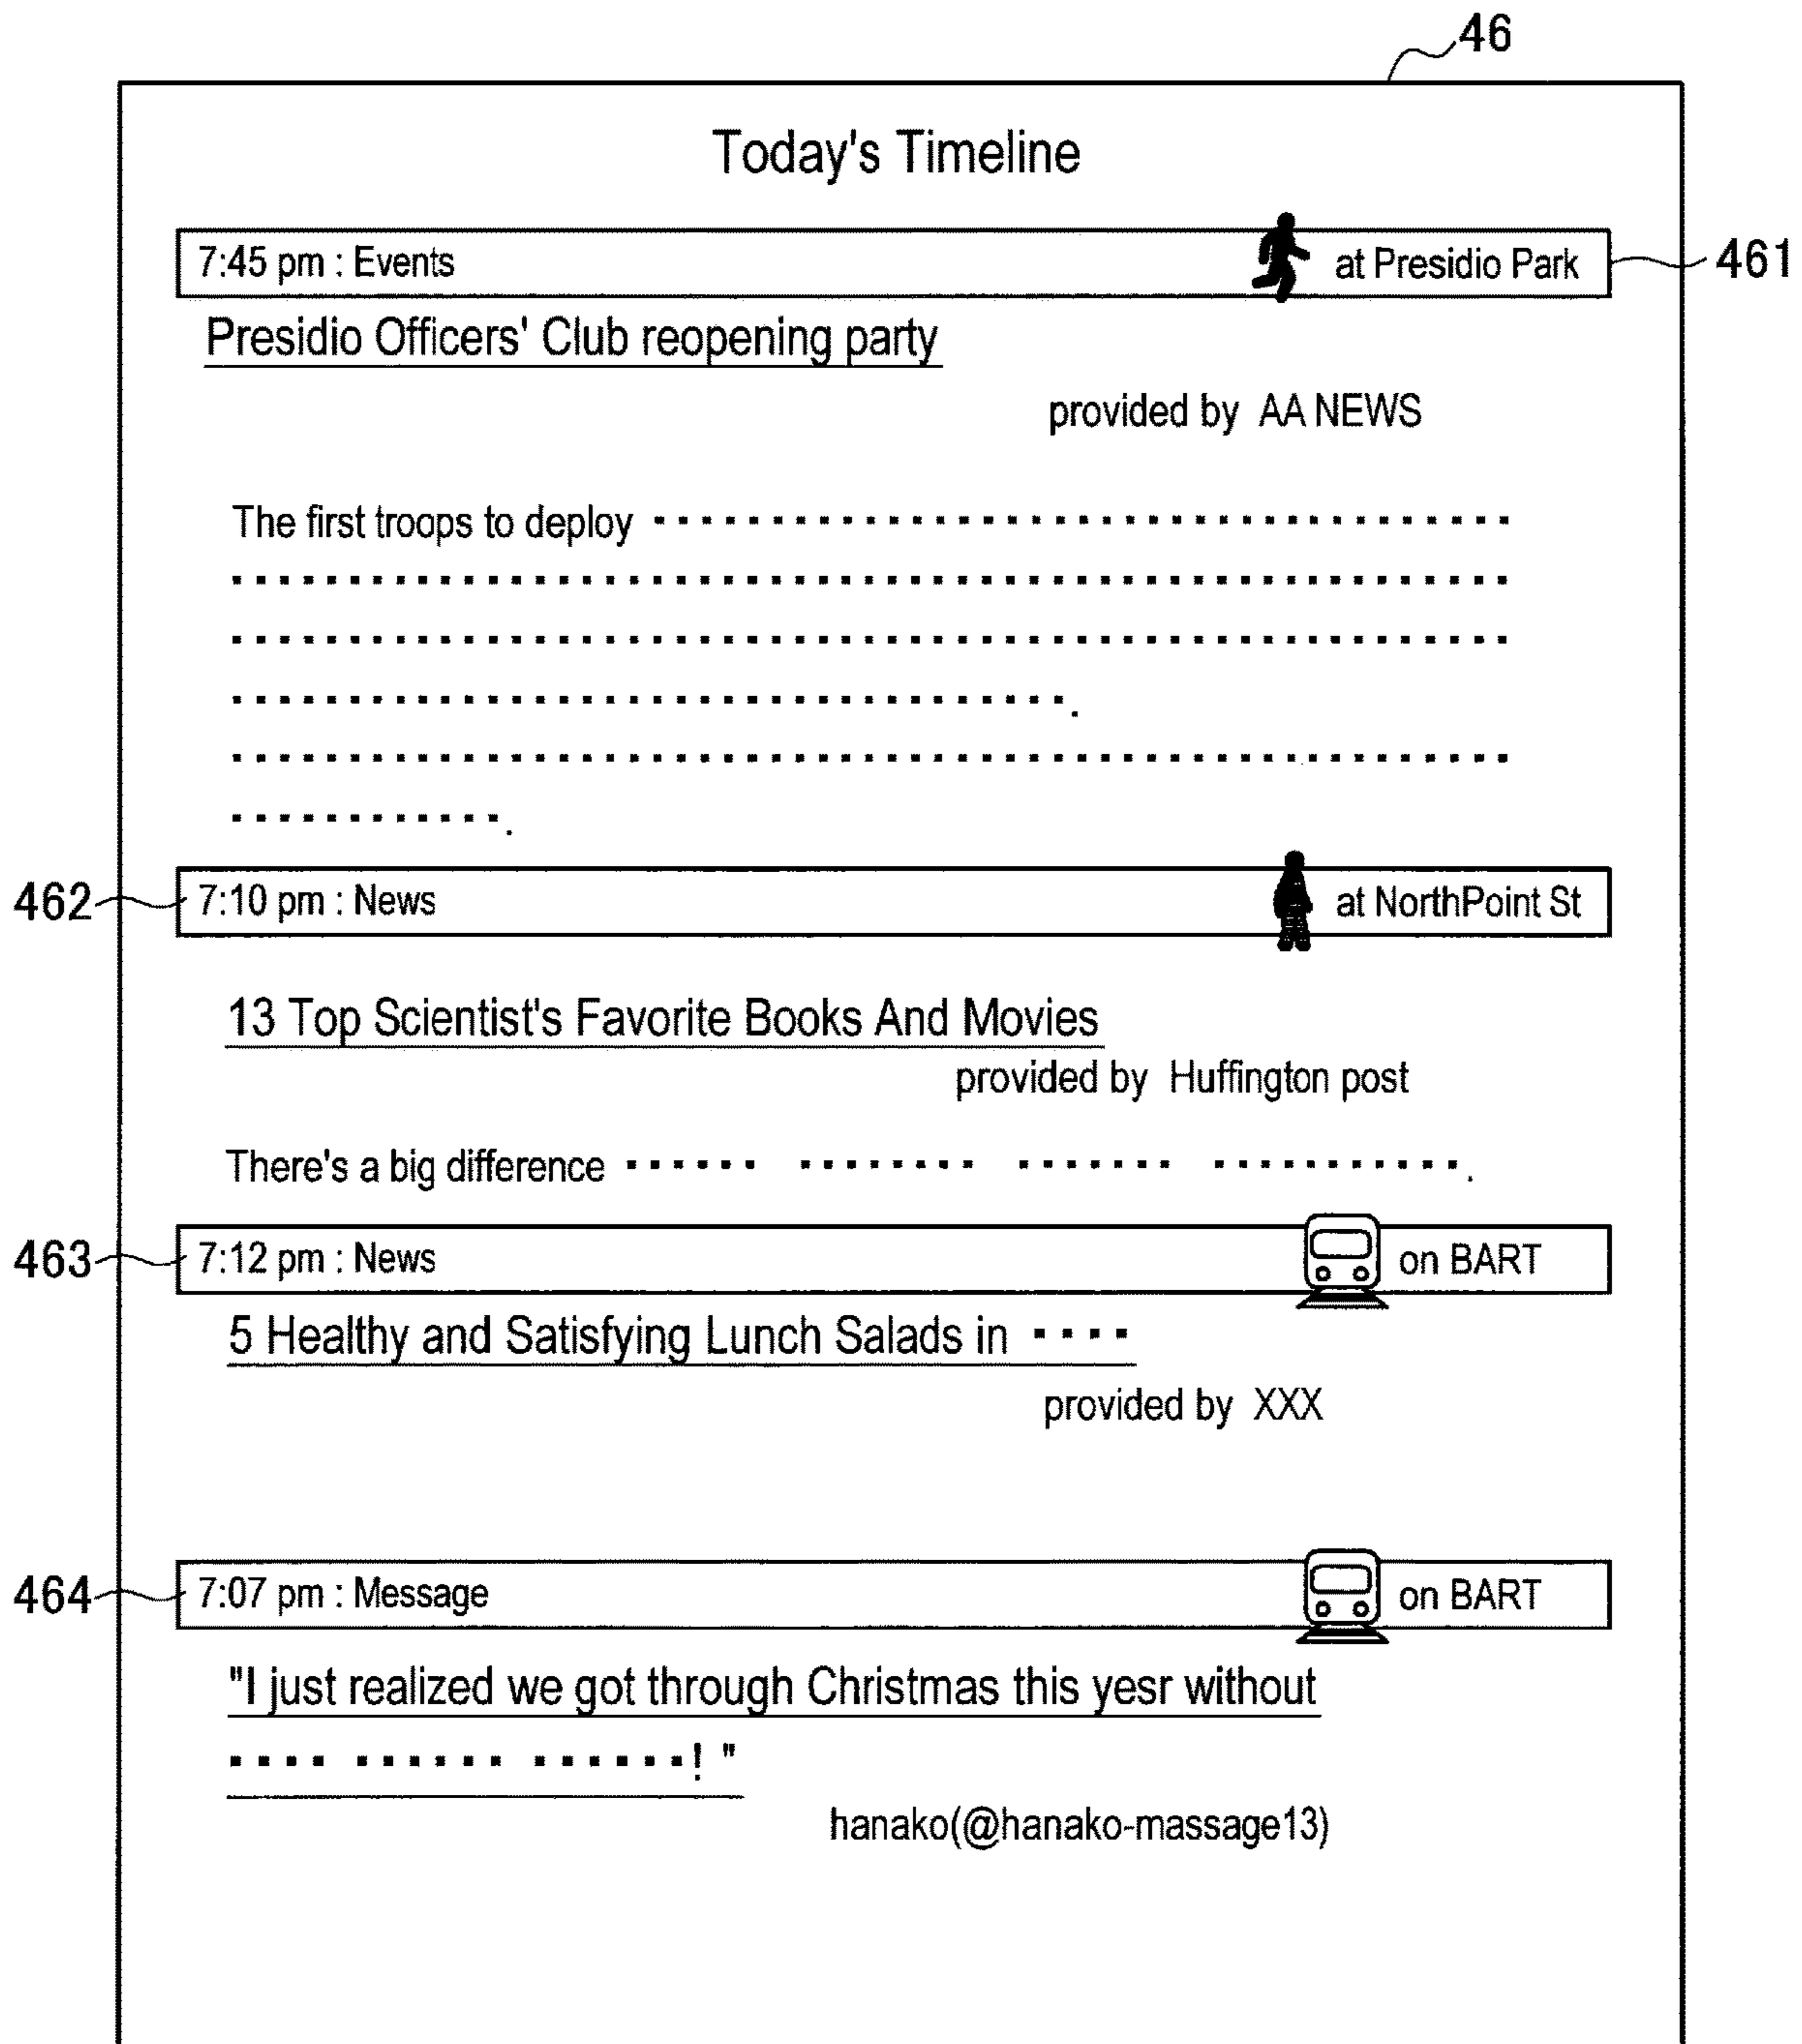 46
Today's Timeline
7:45 pm : Events at Presidio Park 461
Presidio Officers' Club reopening party
provided by AA NEWS
The first troops to deploy ····································
······················································
······················································
···································.
······················································
············.
462 7:10 pm : News at NorthPoint St
13 Top Scientist's Favorite Books And Movies
provided by Huffington post
There's a big difference ······ ········ ······· ···········.
463 7:12 pm : News on BART
5 Healthy and Satisfying Lunch Salads in ····
provided by XXX
464 7:07 pm : Message on BART
"I just realized we got through Christmas this yesr without
···· ······ ·······! "
hanako(@hanako-massage13)